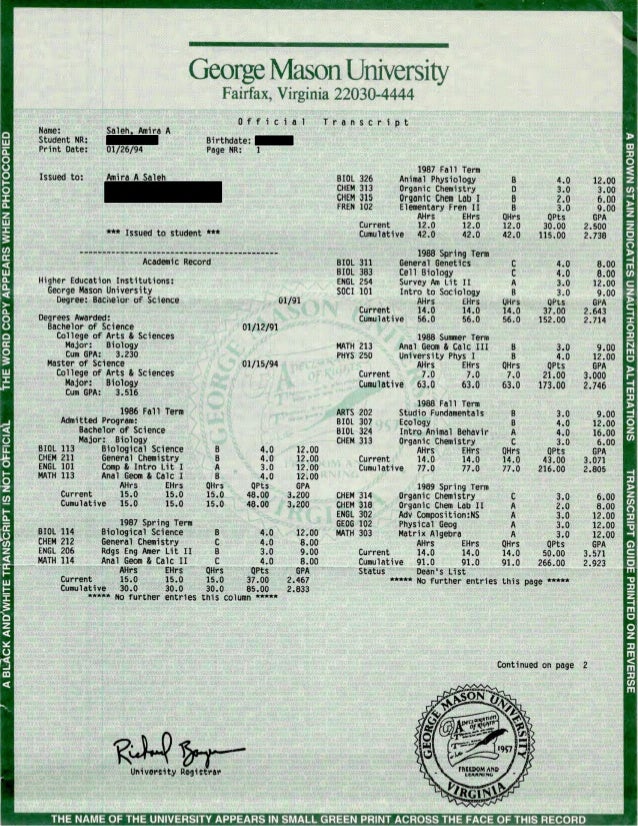 George Mason University
Fairfax, Virginia 22030-4444
Official Transcript
Name: Saleh, Amira A
Student NR: Birthdate:
Print Date: 01/26/94 Page NR: 1
Issued to: Amira A Saleh
*** Issued to student ***
Academic Record
Higher Education Institutions:
George Mason University
Degree: Bachelor of Science 01/91
Degrees Awarded:
Bachelor of Science 01/12/91
College of Arts & Sciences
Major: Biology
Cum GPA: 3.230
Master of Science 01/15/94
College of Arts & Sciences
Major: Biology
Cum GPA: 3.516
1986 Fall Term
Admitted Program:
Bachelor of Science
Major: Biology
BIOL 113 Biological Science B 4.0 12.00
CHEM 211 General Chemistry B 4.0 12.00
ENGL 101 Comp & Intro Lit I A 3.0 12.00
MATH 113 Anal Geom & Calc I B 4.0 12.00
AHrs EHrs QHrs QPts GPA
Current 15.0 15.0 15.0 48.00 3.200
Cumulative 15.0 15.0 15.0 48.00 3.200
1987 Spring Term
BIOL 114 Biological Science B 4.0 12.00
CHEM 212 General Chemistry C 4.0 8.00
ENGL 206 Rdgs Eng Amer Lit II B 3.0 9.00
MATH 114 Anal Geom & Calc II C 4.0 8.00
AHrs EHrs QHrs QPts GPA
Current 15.0 15.0 15.0 37.00 2.467
Cumulative 30.0 30.0 30.0 85.00 2.833
***** No further entries this column *****
1987 Fall Term
BIOL 326 Animal Physiology B 4.0 12.00
CHEM 313 Organic Chemistry D 3.0 3.00
CHEM 315 Organic Chem Lab I B 2.0 6.00
FREN 102 Elementary Fren II B 3.0 9.00
AHrs EHrs QHrs QPts GPA
Current 12.0 12.0 12.0 30.00 2.500
Cumulative 42.0 42.0 42.0 115.00 2.738
1988 Spring Term
BIOL 311 General Genetics C 4.0 8.00
BIOL 383 Cell Biology C 4.0 8.00
ENGL 254 Survey Am Lit II A 3.0 12.00
SOCI 101 Intro to Sociology B 3.0 9.00
AHrs EHrs QHrs QPts GPA
Current 14.0 14.0 14.0 37.00 2.643
Cumulative 56.0 56.0 56.0 152.00 2.714
1988 Summer Term
MATH 213 Anal Geom & Calc III B 3.0 9.00
PHYS 250 University Phys I B 4.0 12.00
AHrs EHrs QHrs QPts GPA
Current 7.0 7.0 7.0 21.00 3.000
Cumulative 63.0 63.0 63.0 173.00 2.746
1988 Fall Term
ARTS 202 Studio Fundamentals B 3.0 9.00
BIOL 307 Ecology B 4.0 12.00
BIOL 324 Intro Animal Behavir A 4.0 16.00
CHEM 313 Organic Chemistry C 3.0 6.00
AHrs EHrs QHrs QPts GPA
Current 14.0 14.0 14.0 43.00 3.071
Cumulative 77.0 77.0 77.0 216.00 2.805
1989 Spring Term
CHEM 314 Organic Chemistry C 3.0 6.00
CHEM 318 Organic Chem Lab II A 2.0 8.00
ENGL 302 Adv Composition:NS A 3.0 12.00
GEOG 102 Physical Geog A 3.0 12.00
MATH 303 Matrix Algebra A 3.0 12.00
AHrs EHrs QHrs QPts GPA
Current 14.0 14.0 14.0 50.00 3.571
Cumulative 91.0 91.0 91.0 266.00 2.923
Status Dean's List
***** No further entries this page *****
Continued on page 2
University Registrar
GEORGE MASON UNIVERSITY
DECLARATION of RIGHTS
1957
FREEDOM AND
LEARNING
VIRGINIA
A BLACK AND WHITE TRANSCRIPT IS NOT OFFICIAL THE WORD COPY APPEARS WHEN PHOTOCOPIED
A BROWN STAIN INDICATES UNAUTHORIZED ALTERATIONS TRANSCRIPT GUIDE PRINTED ON REVERSE
THE NAME OF THE UNIVERSITY APPEARS IN SMALL GREEN PRINT ACROSS THE FACE OF THIS RECORD